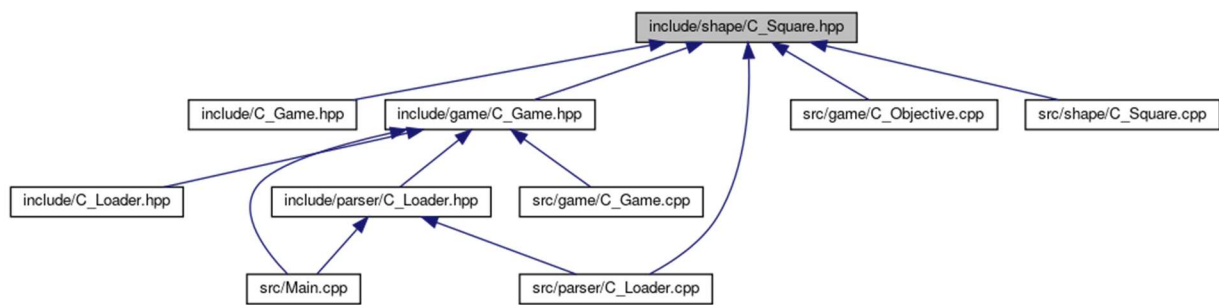 include/shape/C_Square.hpp
include/C_Game.hpp
include/game/C_Game.hpp
src/game/C_Objective.cpp
src/shape/C_Square.cpp
include/C_Loader.hpp
include/parser/C_Loader.hpp
src/game/C_Game.cpp
src/Main.cpp
src/parser/C_Loader.cpp